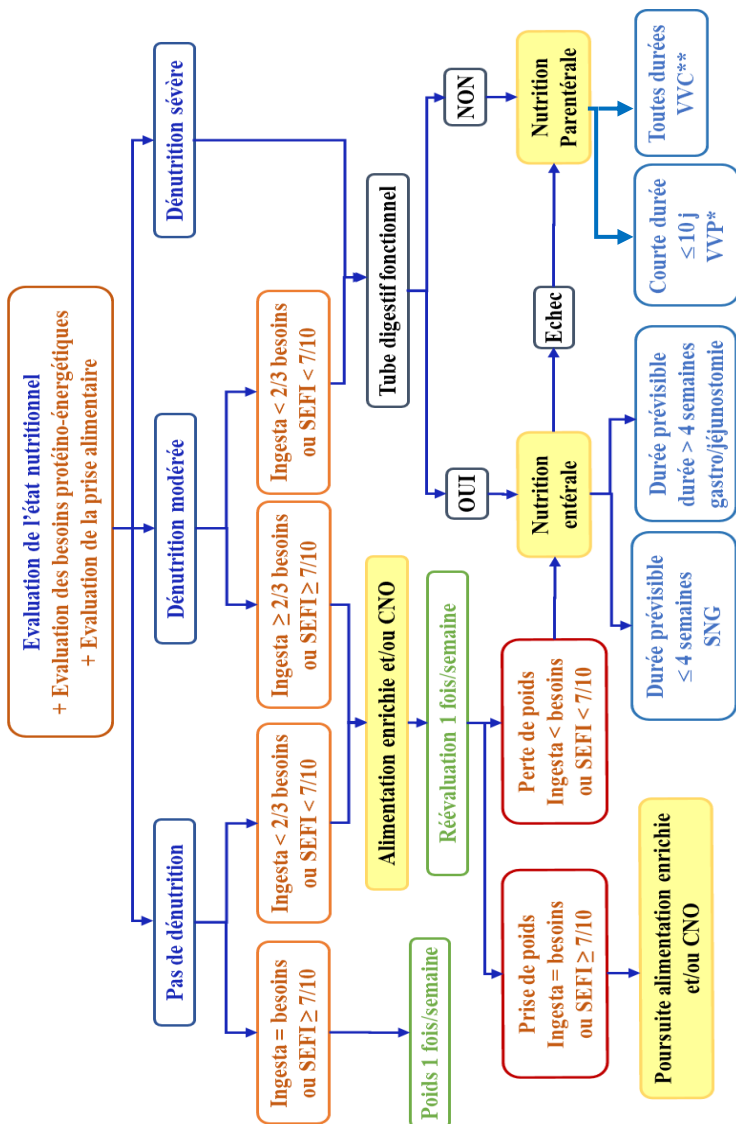 Evaluation de l'état nutritionnel
+ Evaluation des besoins protéino-énergétiques
+ Evaluation de la prise alimentaire
Pas de dénutrition
Dénutrition modérée
Dénutrition sévère
Ingesta = besoins
ou SEFI ≥ 7/10
Ingesta < 2/3 besoins
ou SEFI < 7/10
Ingesta ≥ 2/3 besoins
ou SEFI ≥ 7/10
Ingesta < 2/3 besoins
ou SEFI < 7/10
Alimentation enrichie et/ou CNO
Tube digestif fonctionnel
Poids 1 fois/semaine
Réévaluation 1 fois/semaine
OUI
NON
Prise de poids
Ingesta = besoins
ou SEFI ≥ 7/10
Perte de poids
Ingesta < besoins
ou SEFI < 7/10
Nutrition
entérale
Echec
Nutrition
Parentérale
Poursuite alimentation enrichie
et/ou CNO
Durée prévisible
≤ 4 semaines
SNG
Durée prévisible
durée > 4 semaines
gastro/jéjunostomie
Courte durée
≤ 10 j
VVP*
Toutes durées
VVC**